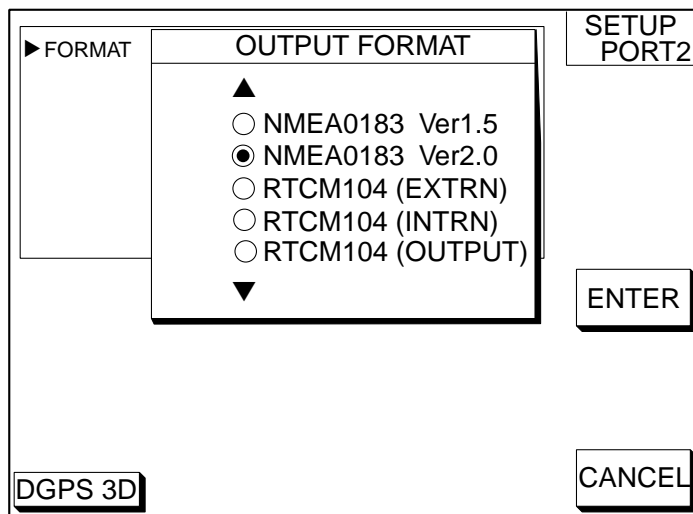 SETUP
PORT2
▶FORMAT
OUTPUT FORMAT
▲
○ NMEA0183 Ver1.5
◉ NMEA0183 Ver2.0
○ RTCM104 (EXTRN)
○ RTCM104 (INTRN)
○ RTCM104 (OUTPUT)
▼
ENTER
CANCEL
DGPS 3D